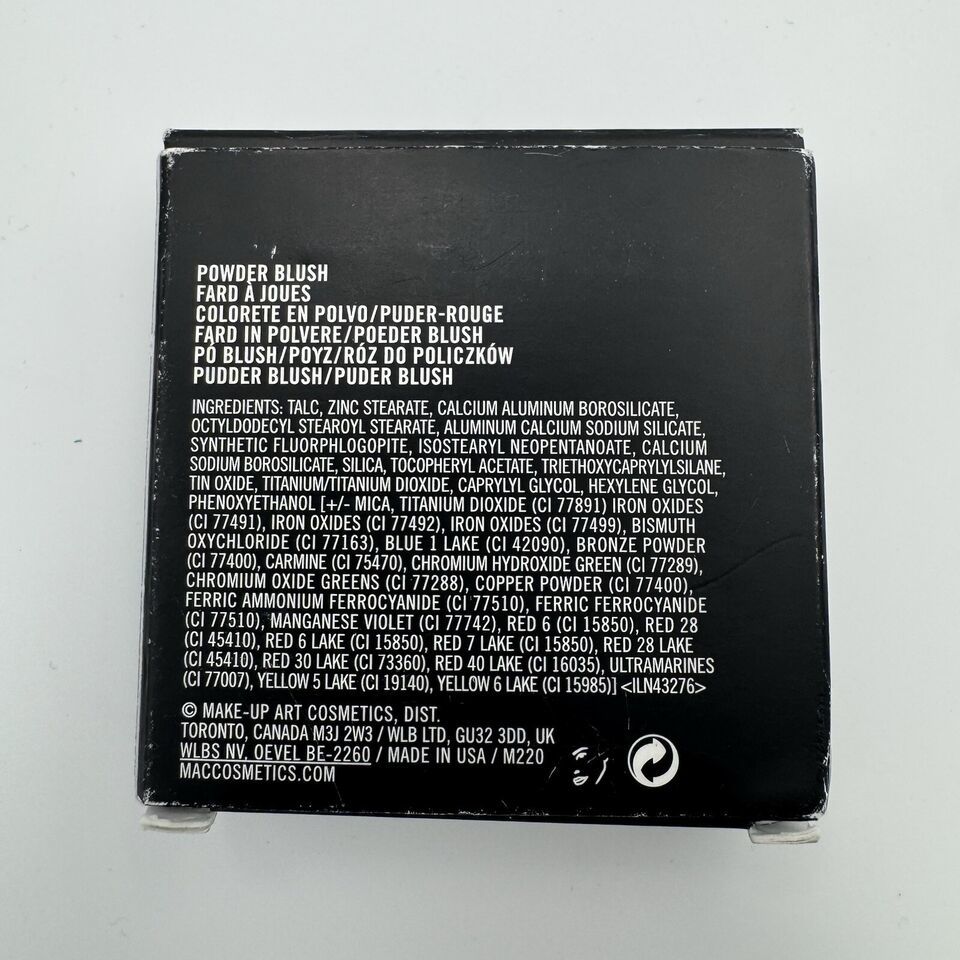 POWDER BLUSH
FARD À JOUES
COLORETE EN POLVO/PUDER-ROUGE
FARD IN POLVERE/POEDER BLUSH
PÓ BLUSH/POYZ/RÓZ DO POLICZKÓW
PUDDER BLUSH/PUDER BLUSH
INGREDIENTS: TALC, ZINC STEARATE, CALCIUM ALUMINUM BOROSILICATE,
OCTYLDODECYL STEAROYL STEARATE, ALUMINUM CALCIUM SODIUM SILICATE,
SYNTHETIC FLUORPHLOGOPITE, ISOSTEARYL NEOPENTANOATE, CALCIUM
SODIUM BOROSILICATE, SILICA, TOCOPHERYL ACETATE, TRIETHOXYCAPRYLYLSILANE,
TIN OXIDE, TITANIUM/TITANIUM DIOXIDE, CAPRYLYL GLYCOL, HEXYLENE GLYCOL,
PHENOXYETHANOL [+/- MICA, TITANIUM DIOXIDE (CI 77891) IRON OXIDES
(CI 77491), IRON OXIDES (CI 77492), IRON OXIDES (CI 77499), BISMUTH
OXYCHLORIDE (CI 77163), BLUE 1 LAKE (CI 42090), BRONZE POWDER
(CI 77400), CARMINE (CI 75470), CHROMIUM HYDROXIDE GREEN (CI 77289),
CHROMIUM OXIDE GREENS (CI 77288), COPPER POWDER (CI 77400),
FERRIC AMMONIUM FERROCYANIDE (CI 77510), FERRIC FERROCYANIDE
(CI 77510), MANGANESE VIOLET (CI 77742), RED 6 (CI 15850), RED 28
(CI 45410), RED 6 LAKE (CI 15850), RED 7 LAKE (CI 15850), RED 28 LAKE
(CI 45410), RED 30 LAKE (CI 73360), RED 40 LAKE (CI 16035), ULTRAMARINES
(CI 77007), YELLOW 5 LAKE (CI 19140), YELLOW 6 LAKE (CI 15985)] <ILN43276>
© MAKE-UP ART COSMETICS, DIST.
TORONTO, CANADA M3J 2W3 / WLB LTD, GU32 3DD, UK
WLBS NV. OEVEL BE-2260 / MADE IN USA / M220
MACCOSMETICS.COM